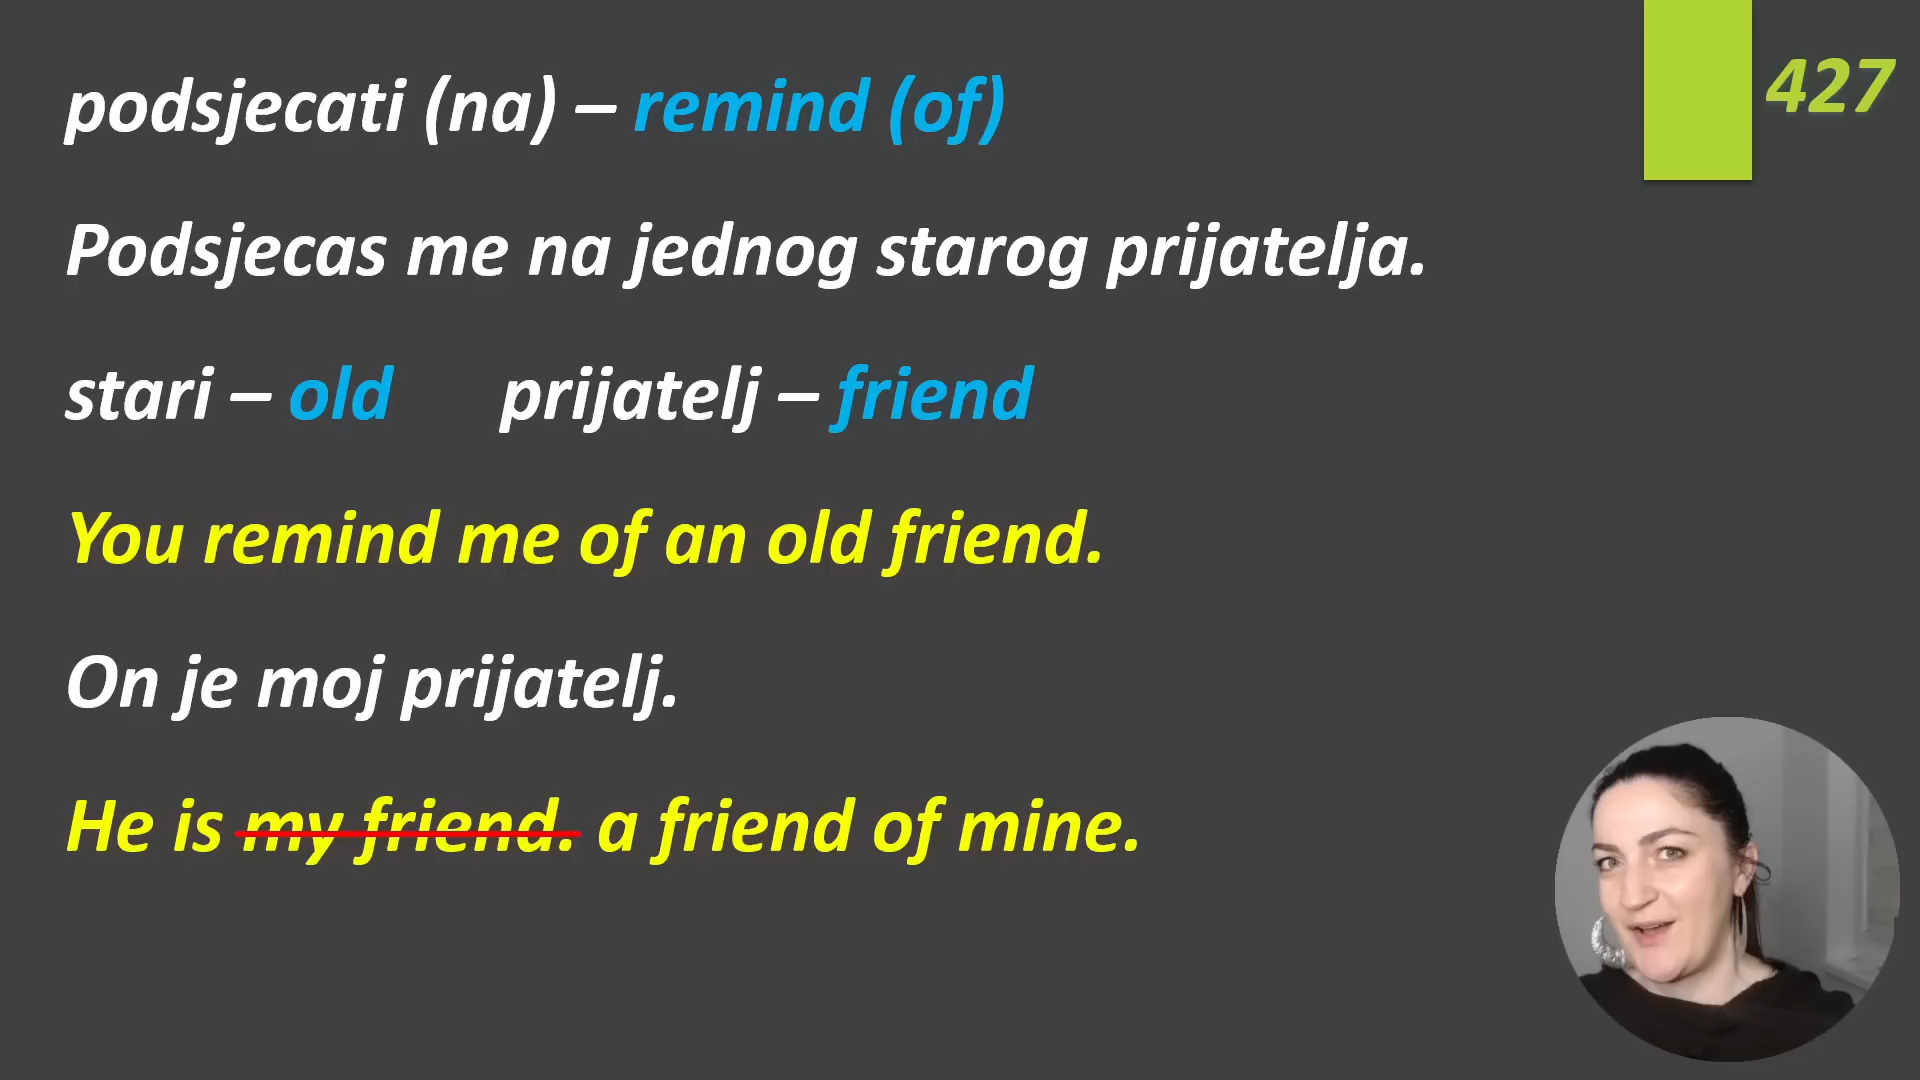 427
podsjecati (na) – remind (of)
Podsjecas me na jednog starog prijatelja.
stari – old prijatelj – friend
You remind me of an old friend.
On je moj prijatelj.
He is my friend. a friend of mine.